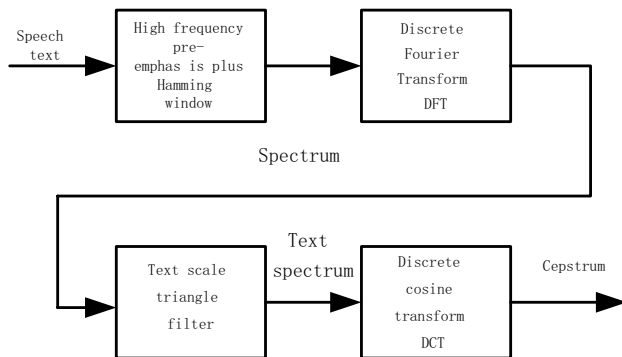 Speech
text
High frequency
pre-
emphas is plus
Hamming
window
Discrete
Fourier
Transform
DFT
Spectrum
Text scale
triangle
filter
Text
spectrum
Discrete
cosine
transform
DCT
Cepstrum